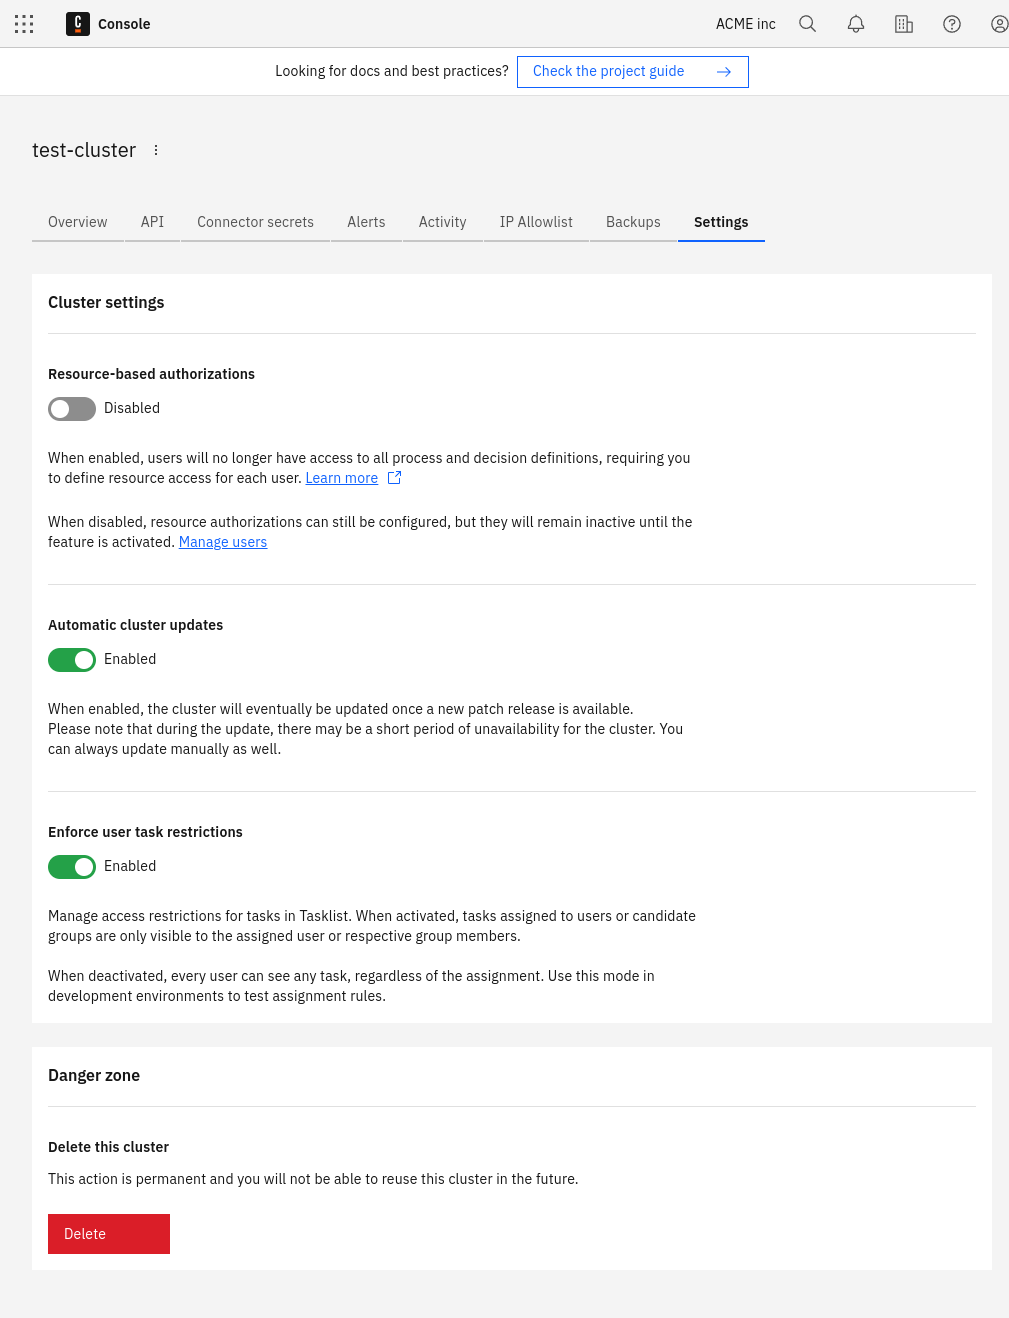 C Console
ACME inc
Looking for docs and best practices? Check the project guide
test-cluster
Overview API Connector secrets Alerts Activity IP Allowlist Backups Settings
Cluster settings
Resource-based authorizations
Disabled
When enabled, users will no longer have access to all process and decision definitions, requiring you
to define resource access for each user. Learn more
When disabled, resource authorizations can still be configured, but they will remain inactive until the
feature is activated. Manage users
Automatic cluster updates
Enabled
When enabled, the cluster will eventually be updated once a new patch release is available.
Please note that during the update, there may be a short period of unavailability for the cluster. You
can always update manually as well.
Enforce user task restrictions
Enabled
Manage access restrictions for tasks in Tasklist. When activated, tasks assigned to users or candidate
groups are only visible to the assigned user or respective group members.
When deactivated, every user can see any task, regardless of the assignment. Use this mode in
development environments to test assignment rules.
Danger zone
Delete this cluster
This action is permanent and you will not be able to reuse this cluster in the future.
Delete